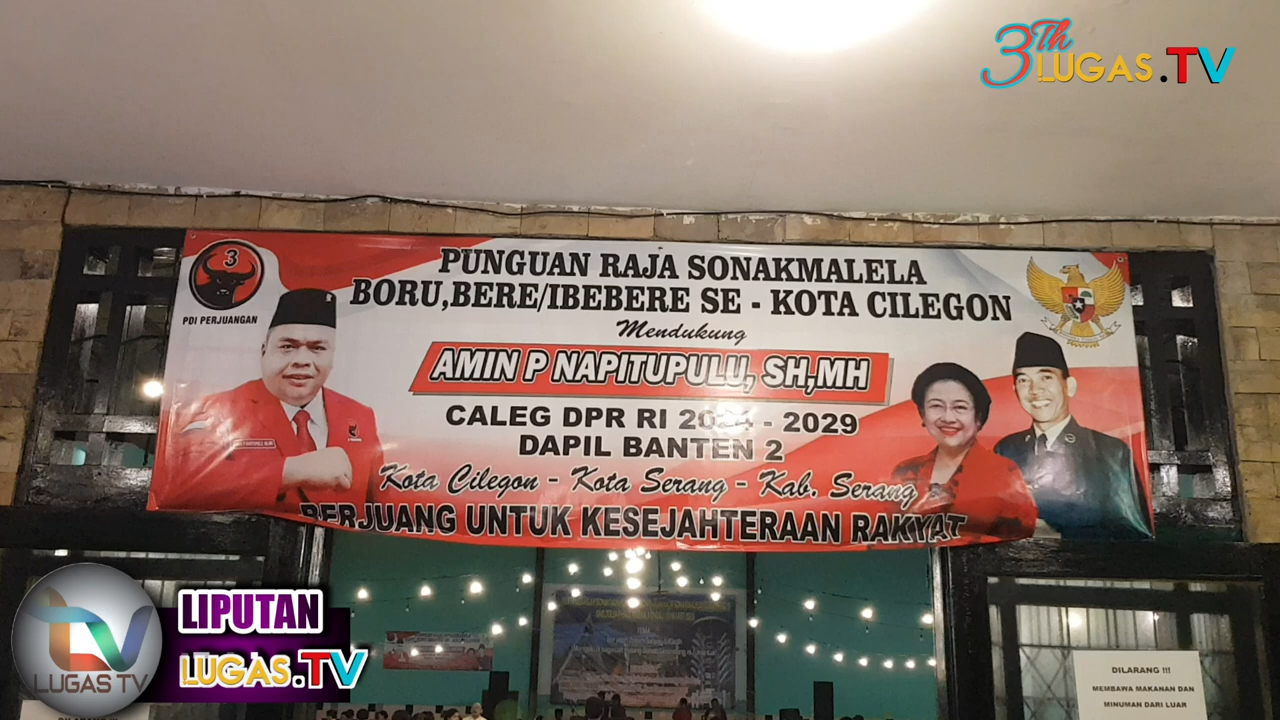 3Th
LUGAS.TV
3
PDI PERJUANGAN
PUNGUAN RAJA SONAKMALELA
BORU,BERE/IBEBERE SE - KOTA CILEGON
Mendukung
AMIN P NAPITUPULU, SH,MH
CALEG DPR RI 2024 - 2029
DAPIL BANTEN 2
Kota Cilegon - Kota Serang - Kab. Serang
BERJUANG UNTUK KESEJAHTERAAN RAKYAT
LUGAS TV
LIPUTAN
LUGAS.TV
DILARANG !!!
MEMBAWA MAKANAN DAN
MINUMAN DARI LUAR